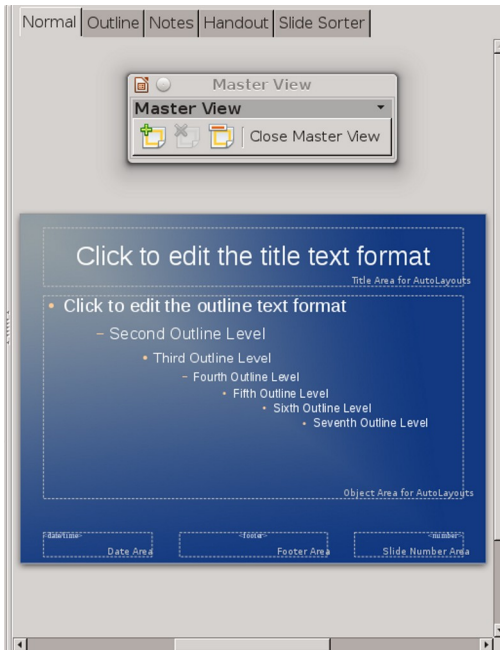 Normal Outline Notes Handout Slide Sorter
Master View
Master View
Close Master View
Click to edit the title text format
Title Area for AutoLayouts
• Click to edit the outline text format
– Second Outline Level
• Third Outline Level
– Fourth Outline Level
• Fifth Outline Level
• Sixth Outline Level
• Seventh Outline Level
Object Area for AutoLayouts
<date/time> <footer> <number>
Date Area Footer Area Slide Number Area